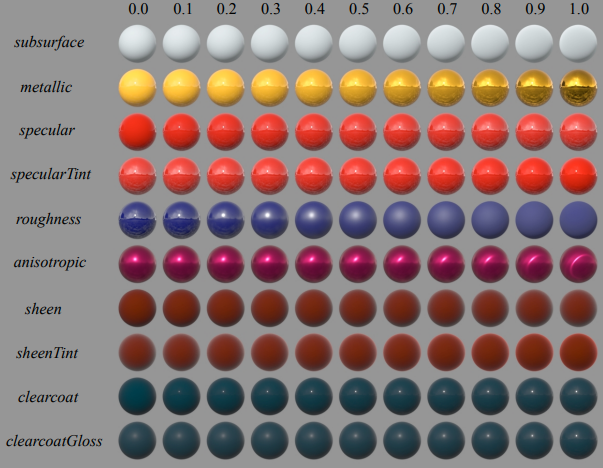 0.0 0.1 0.2 0.3 0.4 0.5 0.6 0.7 0.8 0.9 1.0
subsurface
metallic
specular
specularTint
roughness
anisotropic
sheen
sheenTint
clearcoat
clearcoatGloss